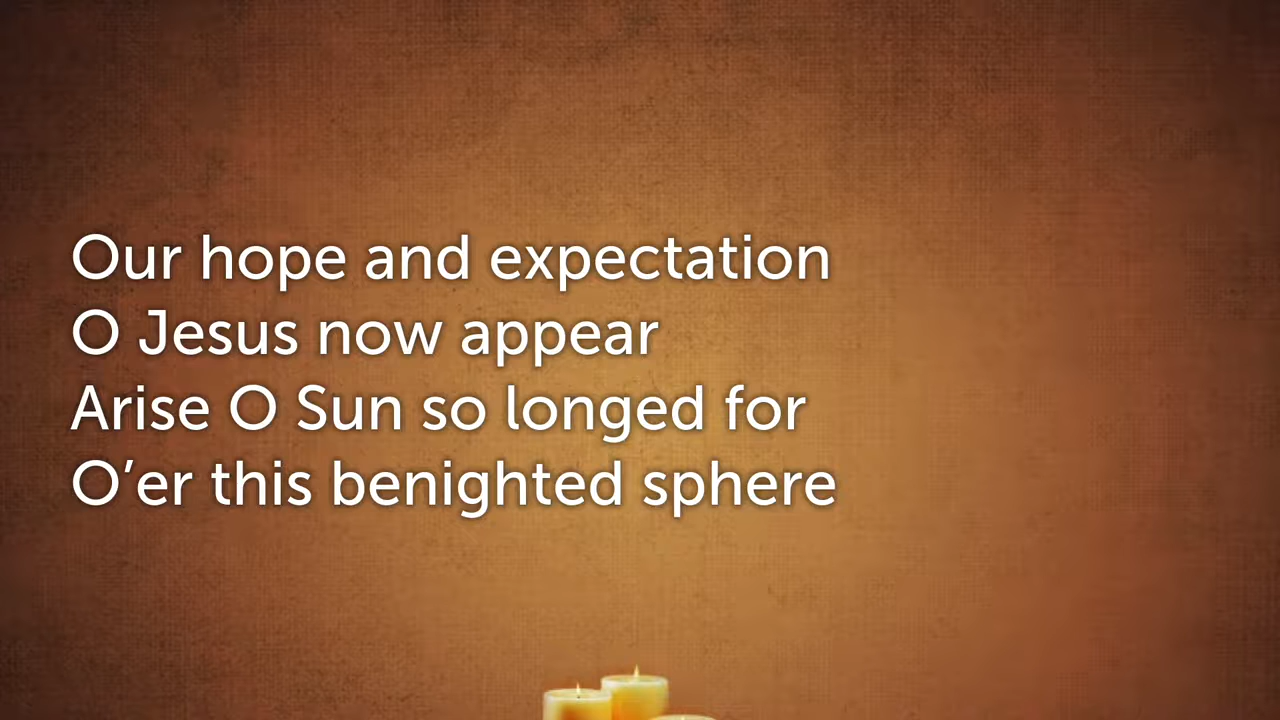 Our hope and expectation
O Jesus now appear
Arise O Sun so longed for
O’er this benighted sphere